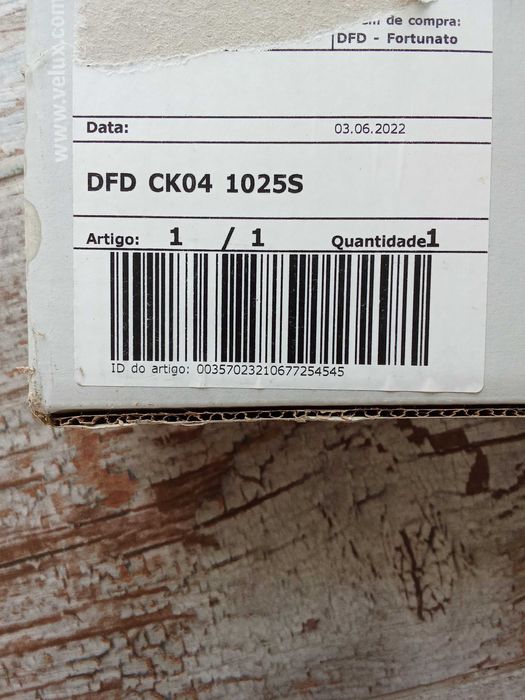 de compra:
DFD - Fortunato
www.velux.com
Data: 03.06.2022
DFD CK04 1025S
Artigo: 1 / 1 Quantidade1
ID do artigo: 00357023210677254545